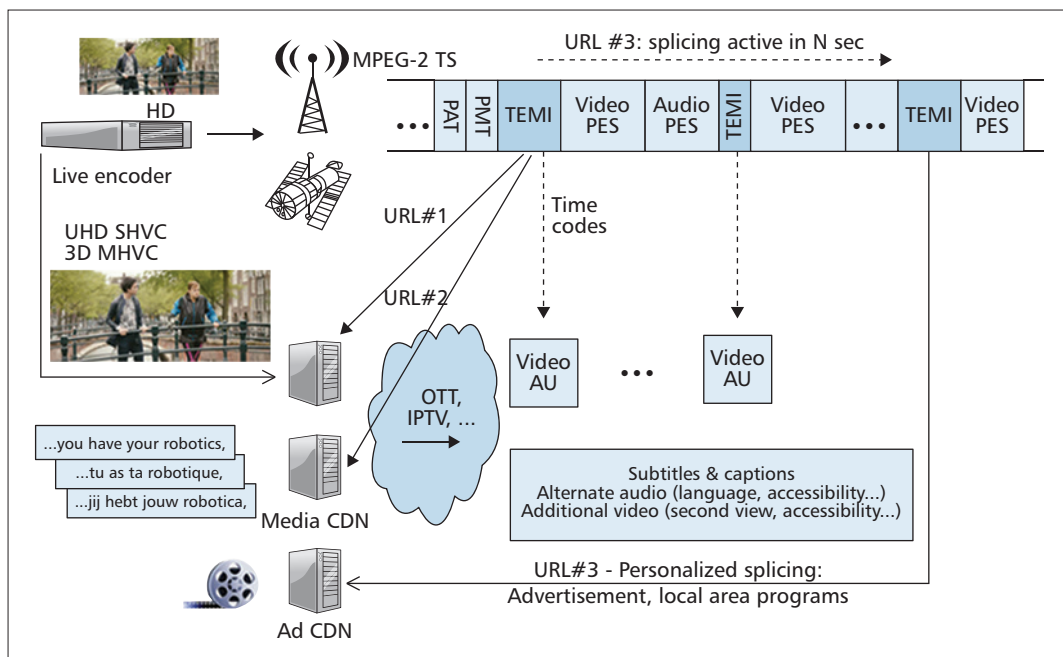 MPEG-2 TS
URL #3: splicing active in N sec
HD
Live encoder
•••
PAT
PMT
TEMI
Video
PES
Audio
PES
TEMI
Video
PES
•••
TEMI
Video
PES
UHD SHVC
3D MHVC
URL#1
URL#2
Time
codes
Video
AU
•••
Video
AU
OTT,
IPTV, ...
...you have your robotics,
...tu as ta robotique,
...jij hebt jouw robotica,
Media CDN
Subtitles & captions
Alternate audio (language, accessibility...)
Additional video (second view, accessibility...)
URL#3 - Personalized splicing:
Advertisement, local area programs
Ad CDN